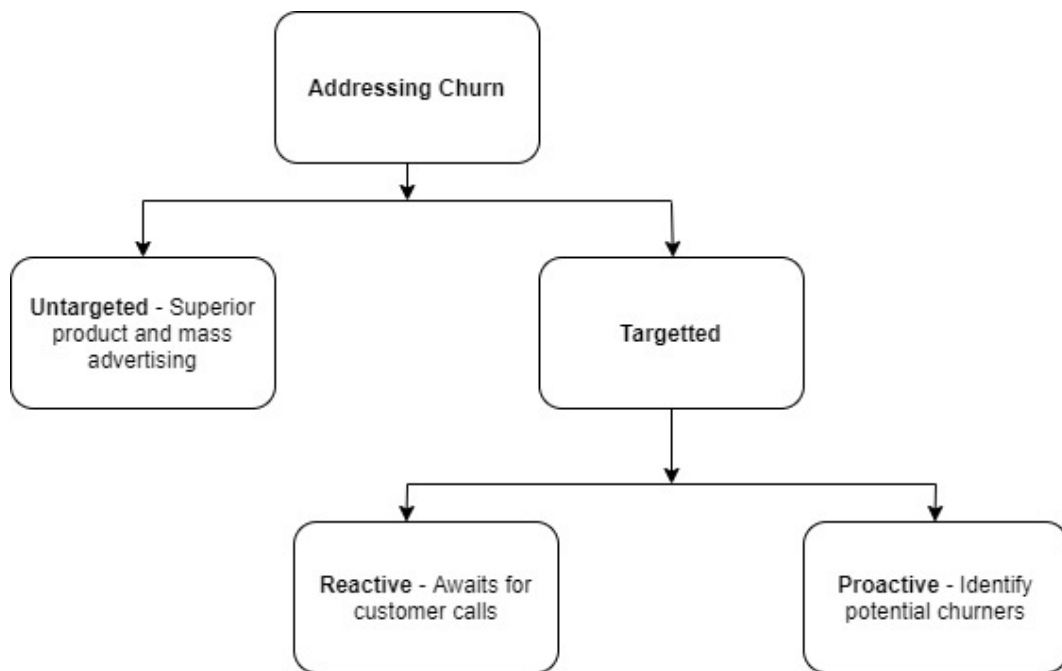 Addressing Churn
Untargeted - Superior
product and mass
advertising
Targetted
Reactive - Awaits for
customer calls
Proactive - Identify
potential churners